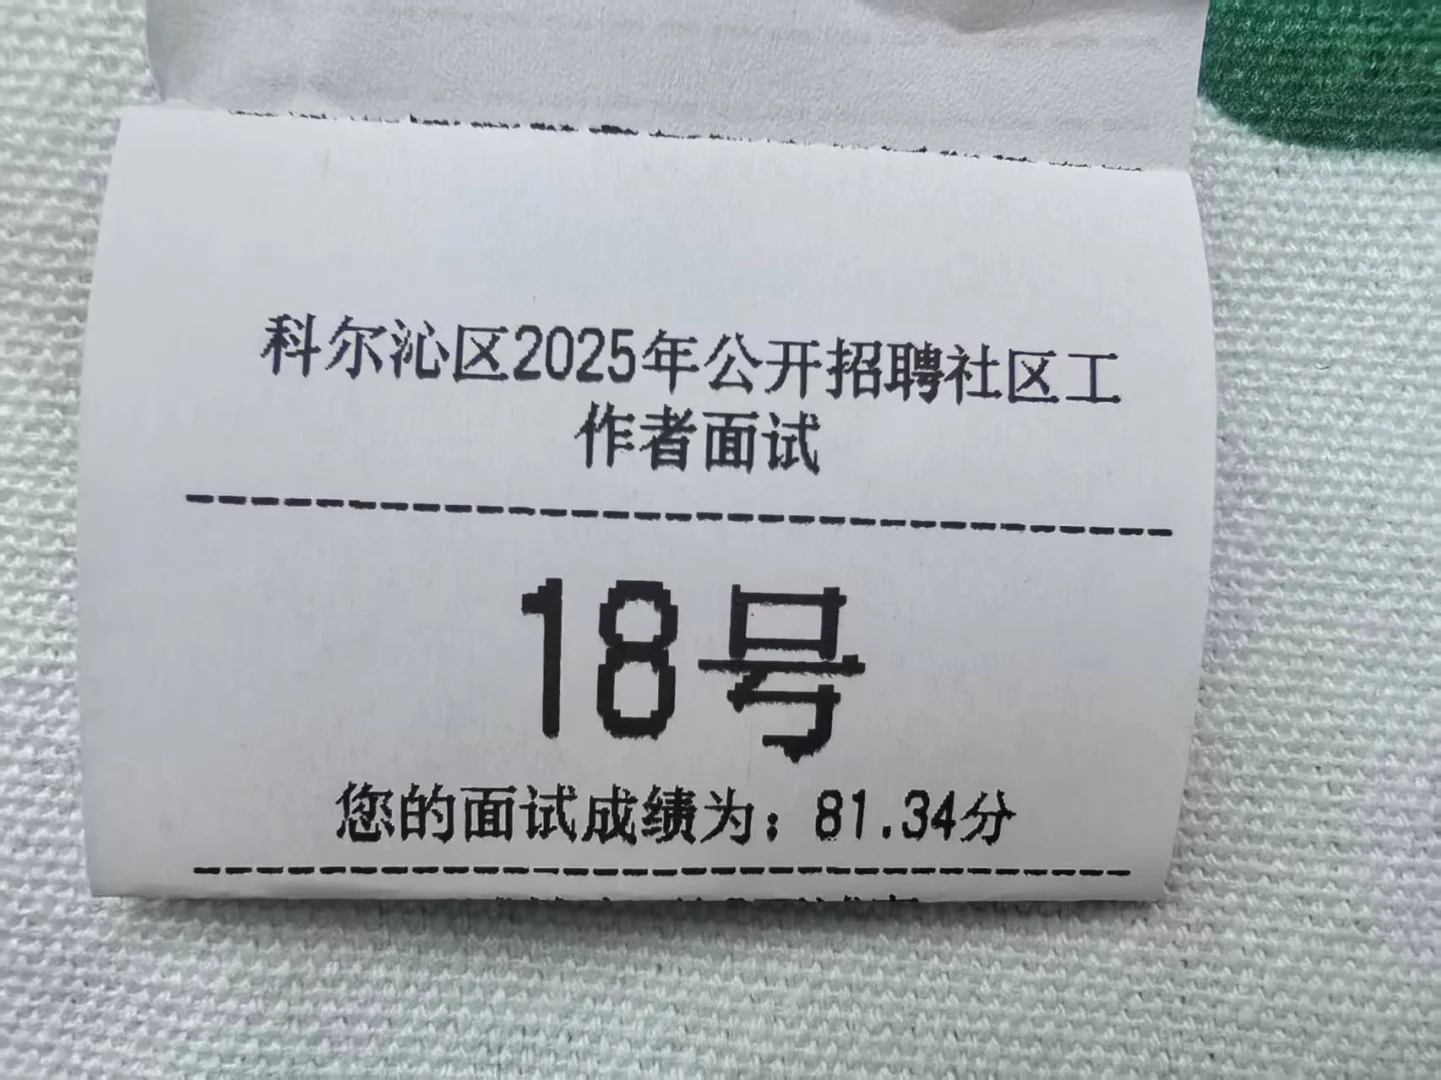 科尔沁区2025年公开招聘社区工
作者面试
18号
您的面试成绩为：81.34分